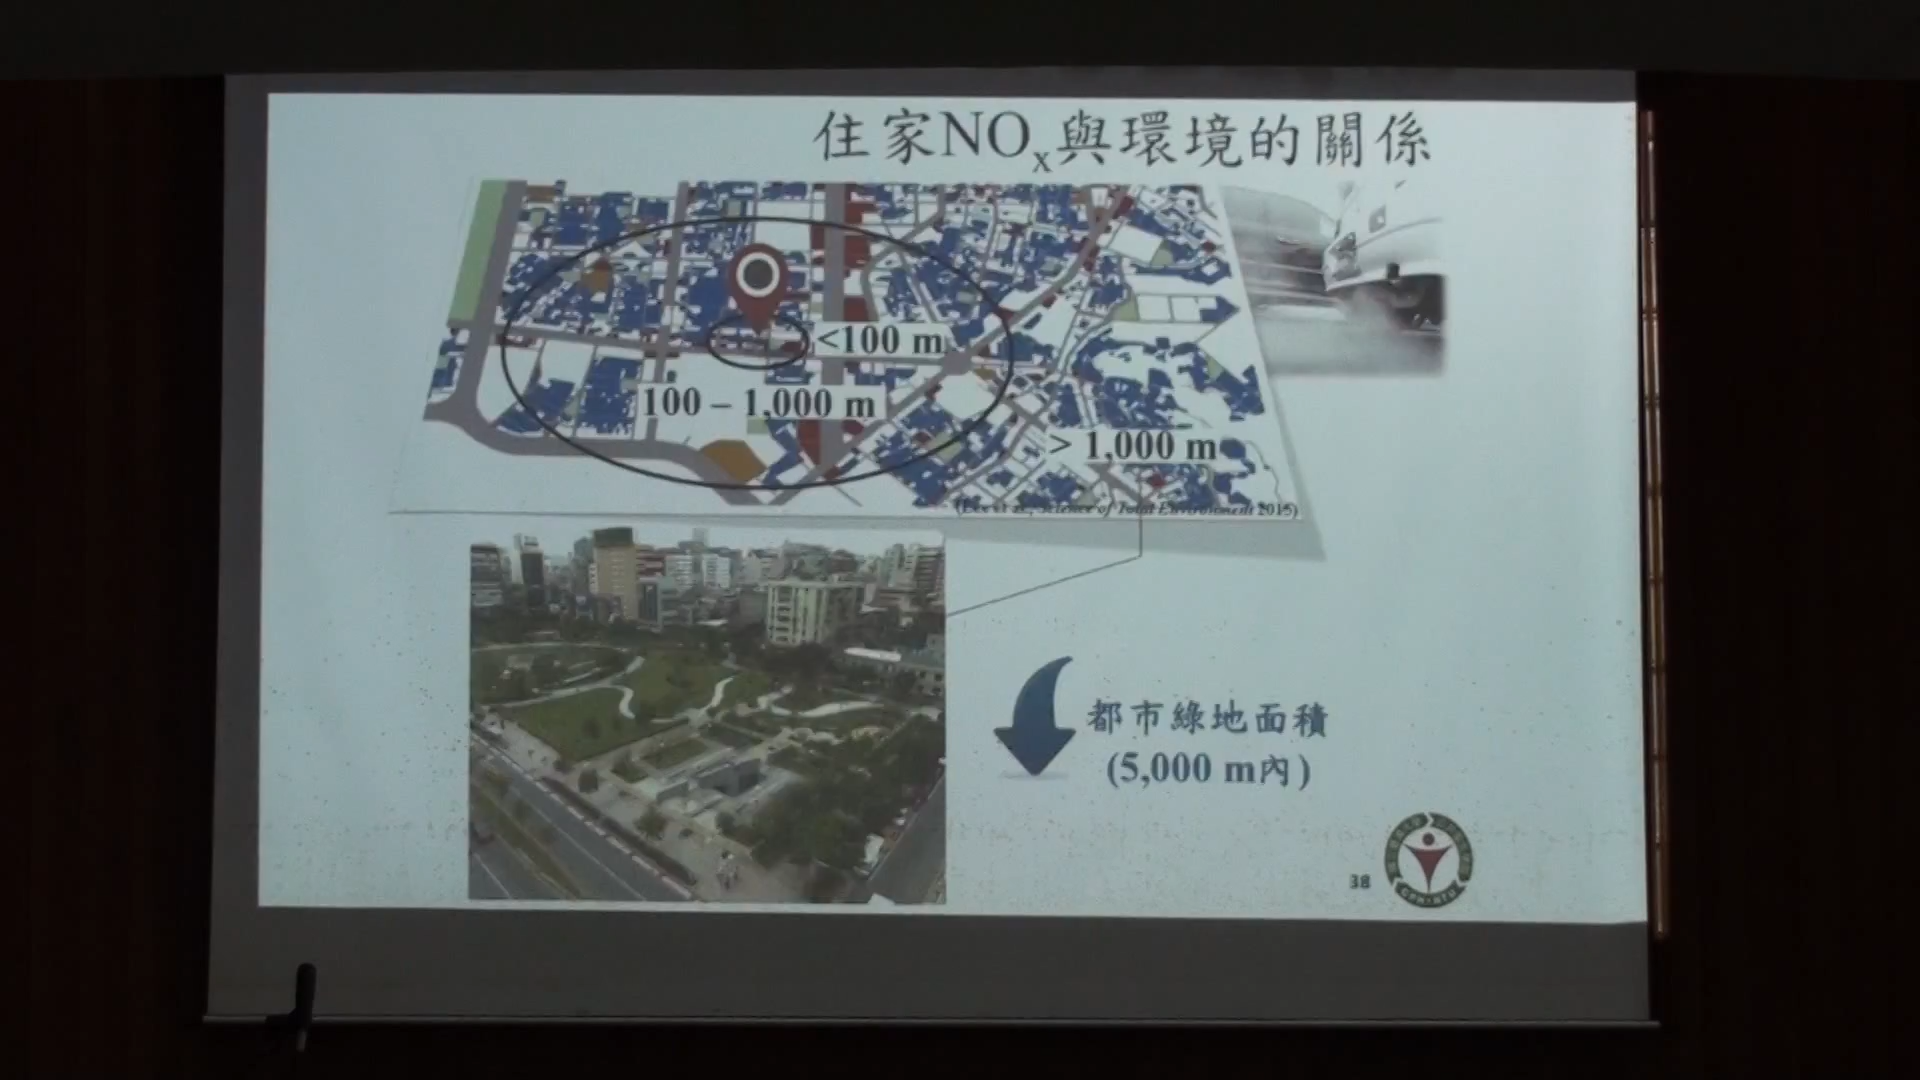 住家NOx與環境的關係
<100 m
100 – 1,000 m
> 1,000 m
(Lee et al., Science of Total Environment 2015)
都市綠地面積
(5,000 m內)
38